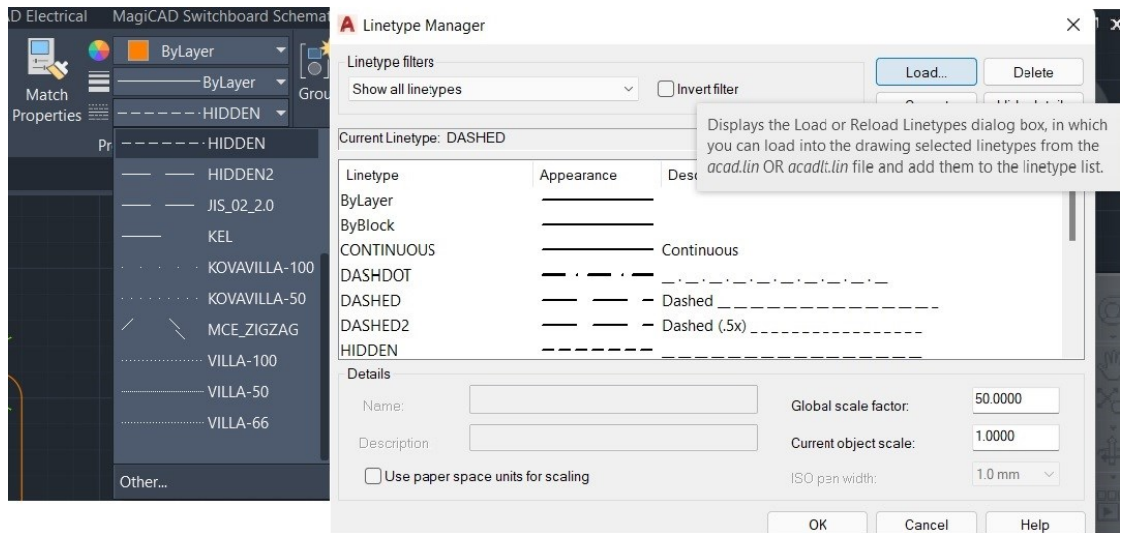 D Electrical MagiCAD Switchboard Schemat
ByLayer
ByLayer
Match
Properties
HIDDEN
Grou
Pr
HIDDEN
HIDDEN2
JIS_02_2.0
KEL
KOVAVILLA-100
KOVAVILLA-50
MCE_ZIGZAG
VILLA-100
VILLA-50
VILLA-66
Other...
A Linetype Manager
Linetype filters
Show all linetypes
Invert filter
Load...
Delete
Current Linetype: DASHED
Displays the Load or Reload Linetypes dialog box, in which
you can load into the drawing selected linetypes from the
acad.lin OR acadlt.lin file and add them to the linetype list.
Linetype Appearance Desc
ByLayer
ByBlock
CONTINUOUS Continuous
DASHDOT
DASHED Dashed
DASHED2 Dashed (.5x)
HIDDEN
Details
Name:
Description
Use paper space units for scaling
Global scale factor: 50.0000
Current object scale: 1.0000
ISO pen width: 1.0 mm
OK Cancel Help